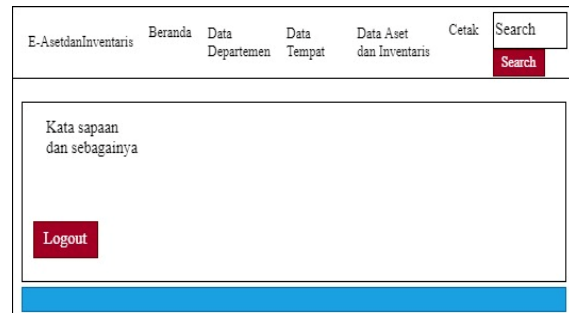 E-AsetdanInventaris
Beranda
Data
Departemen
Data
Tempat
Data Aset
dan Inventaris
Cetak
Search
Search
Kata sapaan
dan sebagainya
Logout